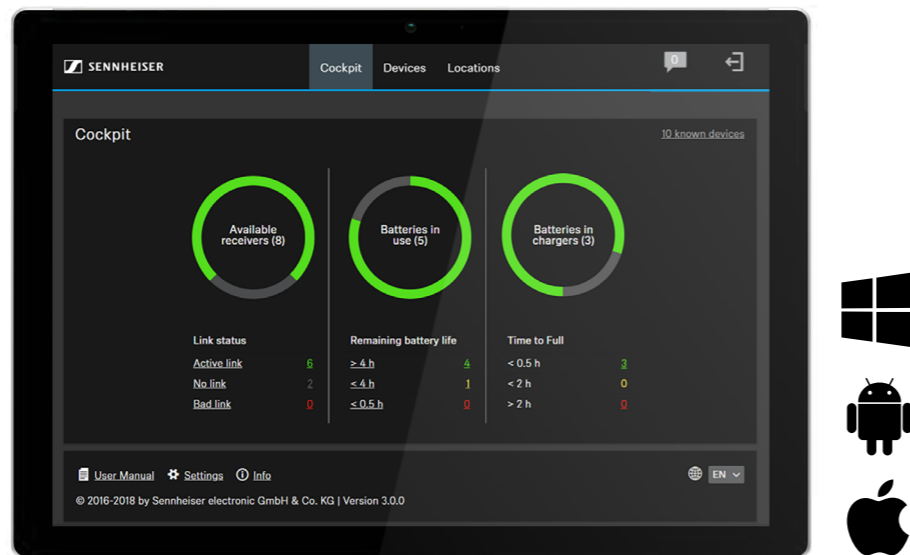 SENNHEISER
Cockpit Devices Locations
0
Cockpit
10 known devices
Available
receivers (8)
Batteries in
use (5)
Batteries in
chargers (3)
Link status
Active link 6
No link 2
Bad link 0
Remaining battery life
> 4 h 4
< 4 h 1
< 0.5 h 0
Time to Full
< 0.5 h 3
< 2 h 0
> 2 h 0
User Manual Settings Info
EN
© 2016-2018 by Sennheiser electronic GmbH & Co. KG | Version 3.0.0